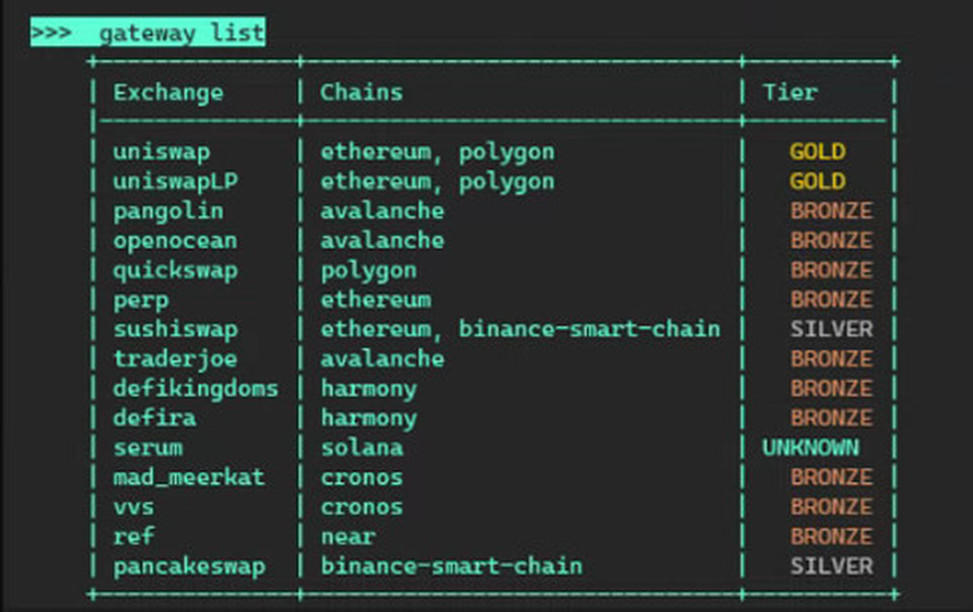 >>>  gateway list
+--------------+--------------------------------+-----------+
| Exchange     | Chains                         | Tier      |
|--------------+--------------------------------+-----------|
| uniswap      | ethereum, polygon              |   GOLD    |
| uniswapLP    | ethereum, polygon              |   GOLD    |
| pangolin     | avalanche                      |   BRONZE  |
| openocean    | avalanche                      |   BRONZE  |
| quickswap    | polygon                        |   BRONZE  |
| perp         | ethereum                       |   BRONZE  |
| sushiswap    | ethereum, binance-smart-chain  |   SILVER  |
| traderjoe    | avalanche                      |   BRONZE  |
| defikingdoms | harmony                        |   BRONZE  |
| defira       | harmony                        |   BRONZE  |
| serum        | solana                         | UNKNOWN   |
| mad_meerkat  | cronos                         |   BRONZE  |
| vvs          | cronos                         |   BRONZE  |
| ref          | near                           |   BRONZE  |
| pancakeswap  | binance-smart-chain            |   SILVER  |
+--------------+--------------------------------+-----------+